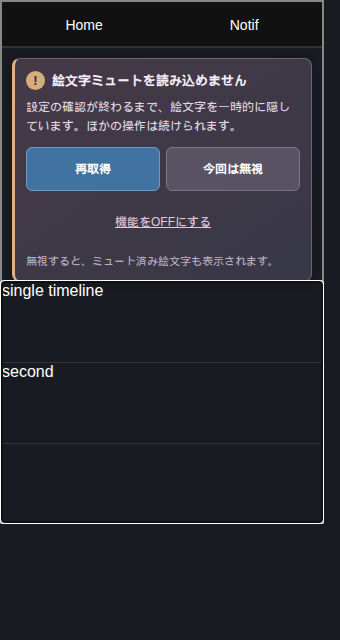 Home Notif
! 絵文字ミュートを読み込めません
設定の確認が終わるまで、絵文字を一時的に隠し
ています。ほかの操作は続けられます。
再取得 今回は無視
機能をOFFにする
無視すると、ミュート済み絵文字も表示されます。
single timeline
second